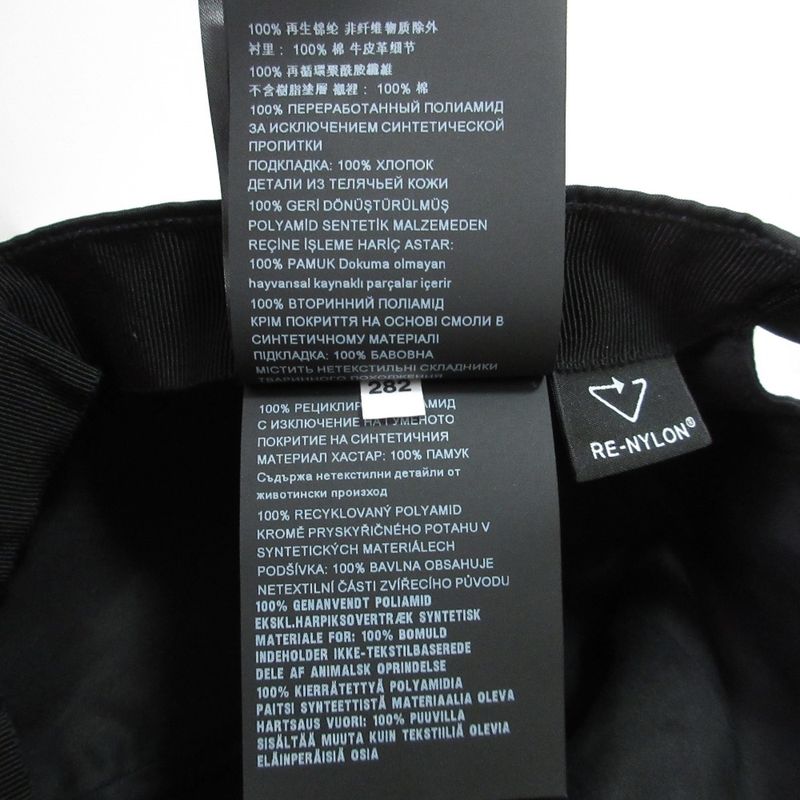 100% 再生锦纶 非纤维物质除外
衬里: 100% 棉 牛皮革细节
100% 再循環聚酰胺纖維
不含樹脂塗層 襯裡: 100% 棉
100% ПЕРЕРАБОТАННЫЙ ПОЛИАМИД
ЗА ИСКЛЮЧЕНИЕМ СИНТЕТИЧЕСКОЙ
ПРОПИТКИ
ПОДКЛАДКА: 100% ХЛОПОК
ДЕТАЛИ ИЗ ТЕЛЯЧЬЕЙ КОЖИ
100% GERİ DÖNÜŞTÜRÜLMÜŞ
POLYAMİD SENTETİK MALZEMEDEN
REÇİNE İŞLEME HARİÇ ASTAR:
100% PAMUK Dokuma olmayan
hayvansal kaynaklı parçalar içerir
100% ВТОРИННИЙ ПОЛІАМІД
КРІМ ПОКРИТТЯ НА ОСНОВІ СМОЛИ В
СИНТЕТИЧНОМУ МАТЕРІАЛІ
ПІДКЛАДКА: 100% БАВОВНА
МІСТИТЬ НЕТЕКСТИЛЬНІ СКЛАДНИКИ
ТВАРИННОГО ПОХОДЖЕННЯ
282
100% РЕЦИКЛИР
С ИЗКЛЮЧЕНИЕ НА ГУМЕНОТО
ПОКРИТИЕ НА СИНТЕТИЧНИЯ
МАТЕРИАЛ ХАСТАР: 100% ПАМУК
Съдържа нетекстилни детайли от
животински произход
100% RECYKLOVANÝ POLYAMID
KROMĚ PRYSKYŘIČNÉHO POTAHU V
SYNTETICKÝCH MATERIÁLECH
PODŠÍVKA: 100% BAVLNA OBSAHUJE
NETEXTILNÍ ČÁSTI ZVÍŘECÍHO PŮVODU
100% GENANVENDT POLIAMID
EKSKL.HARPIKSOVERTRÆK SYNTETISK
MATERIALE FOR: 100% BOMULD
INDEHOLDER IKKE-TEKSTILBASEREDE
DELE AF ANIMALSK OPRINDELSE
100% KIERRÄTETTYÄ POLYAMIDIA
PAITSI SYNTEETTISTÄ MATERIAALIA OLEVA
HARTSAUS VUORI: 100% PUUVILLA
SISÄLTÄÄ MUUTA KUIN TEKSTIILIÄ OLEVIA
ELÄINPERÄISIÄ OSIA
RE-NYLON®